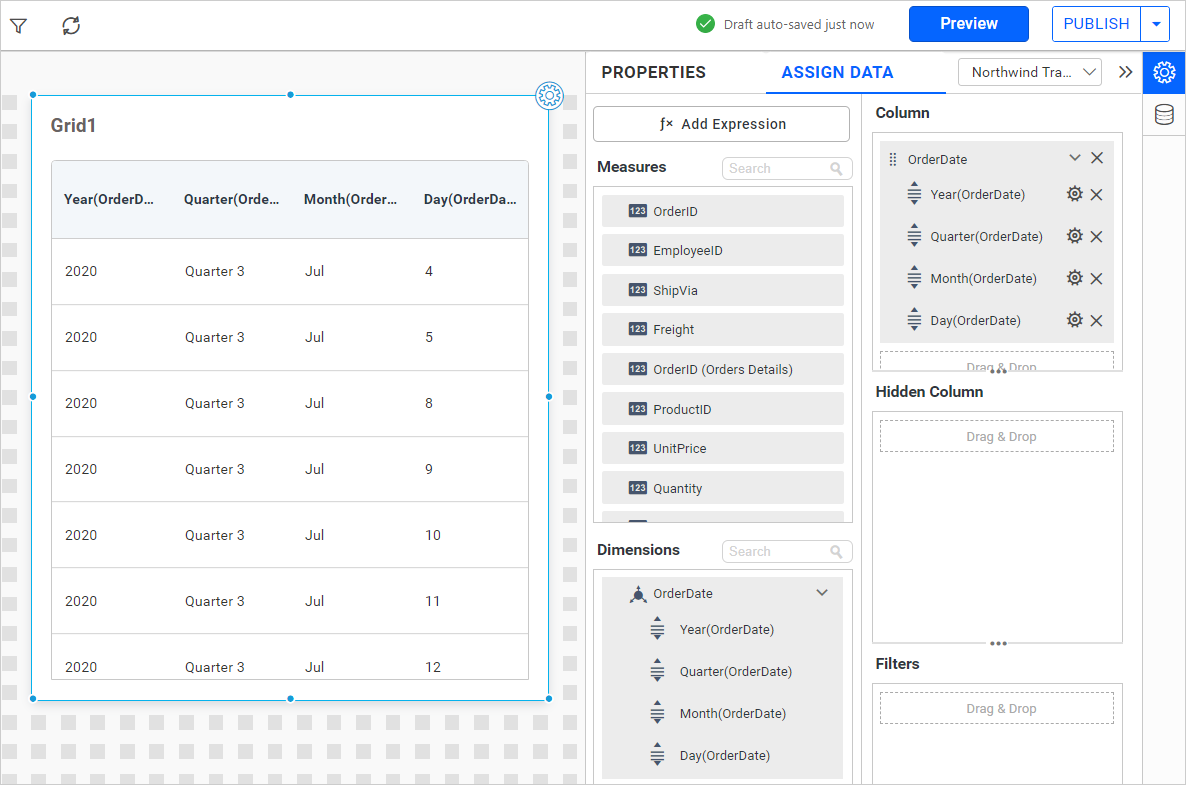 Draft auto-saved just now
Preview
PUBLISH
Grid1
Year(OrderD...
Quarter(Orde...
Month(Order...
Day(OrderDa...
2020
Quarter 3
Jul
4
2020
Quarter 3
Jul
5
2020
Quarter 3
Jul
8
2020
Quarter 3
Jul
9
2020
Quarter 3
Jul
10
2020
Quarter 3
Jul
11
2020
Quarter 3
Jul
12
PROPERTIES
ASSIGN DATA
Northwind Tra...
ƒ× Add Expression
Measures
Search
123 OrderID
123 EmployeeID
123 ShipVia
123 Freight
123 OrderID (Orders Details)
123 ProductID
123 UnitPrice
123 Quantity
Dimensions
Search
OrderDate
Year(OrderDate)
Quarter(OrderDate)
Month(OrderDate)
Day(OrderDate)
Column
OrderDate
Year(OrderDate)
Quarter(OrderDate)
Month(OrderDate)
Day(OrderDate)
Drag & Drop
Hidden Column
Drag & Drop
Filters
Drag & Drop